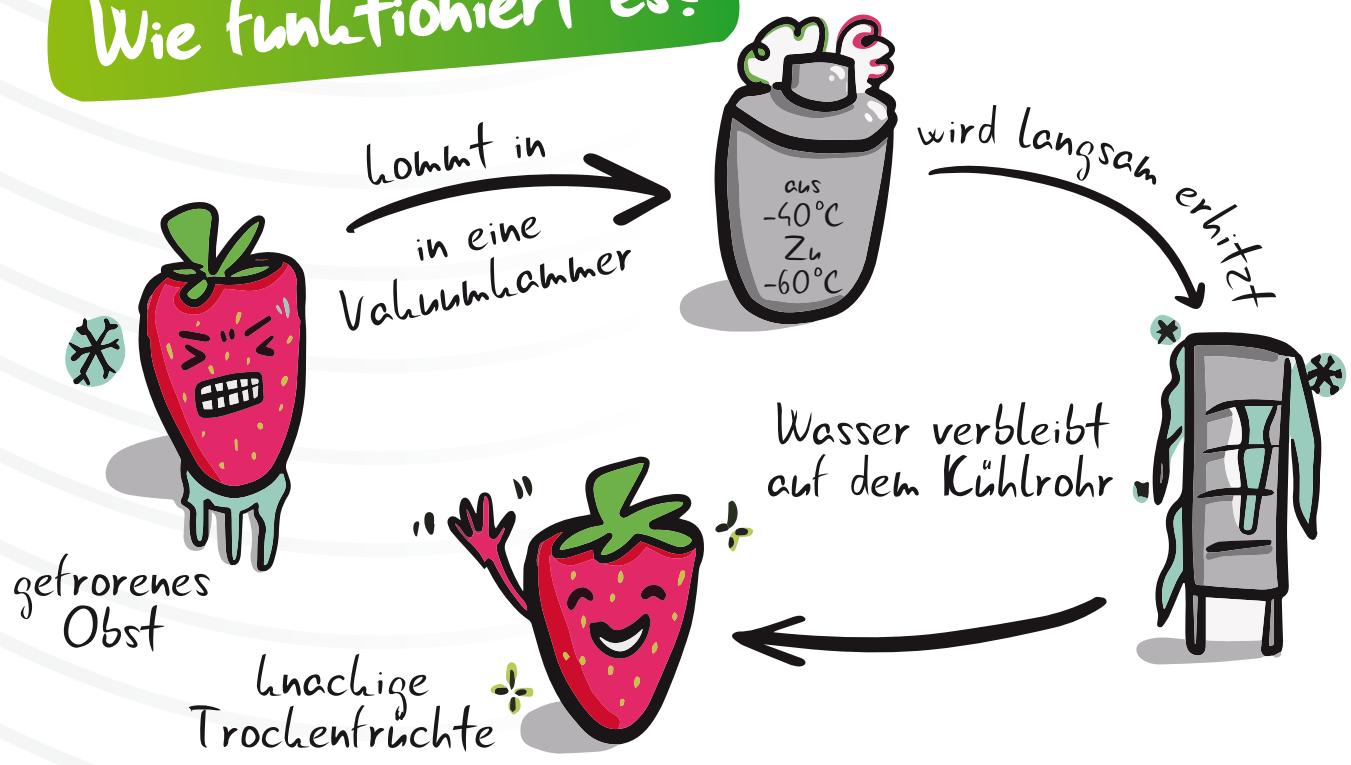 Wie funktioniert es?
kommt in
in eine
Vakuumkammer
aus
-40°C
Zu
-60°C
wird langsam erhitzt
Wasser verbleibt
auf dem Kühlrohr
gefrorenes
Obst
knackige
Trockenfrüchte